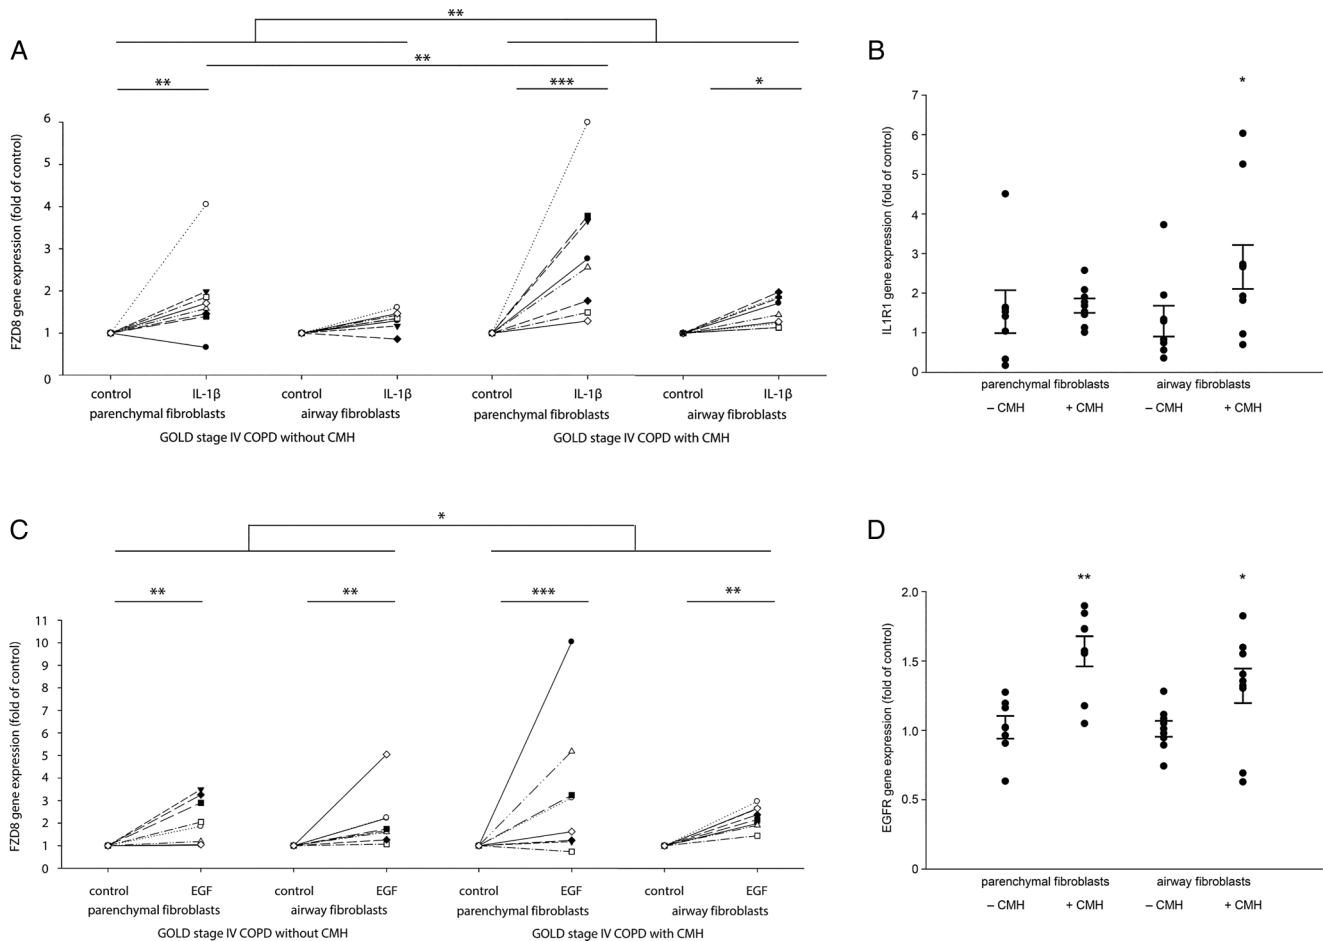 A
**
**
**
***
*
FZD8 gene expression (fold of control)
6
5
4
3
2
1
0
control IL-1β control IL-1β control IL-1β control IL-1β
parenchymal fibroblasts airway fibroblasts parenchymal fibroblasts airway fibroblasts
GOLD stage IV COPD without CMH GOLD stage IV COPD with CMH
B
*
IL1R1 gene expression (fold of control)
7
6
5
4
3
2
1
0
parenchymal fibroblasts airway fibroblasts
– CMH + CMH – CMH + CMH
C
*
** ** *** **
FZD8 gene expression (fold of control)
11
10
9
8
7
6
5
4
3
2
1
0
control EGF control EGF control EGF control EGF
parenchymal fibroblasts airway fibroblasts parenchymal fibroblasts airway fibroblasts
GOLD stage IV COPD without CMH GOLD stage IV COPD with CMH
D
** *
EGFR gene expression (fold of control)
2.0
1.5
1.0
0.5
0
parenchymal fibroblasts airway fibroblasts
– CMH + CMH – CMH + CMH